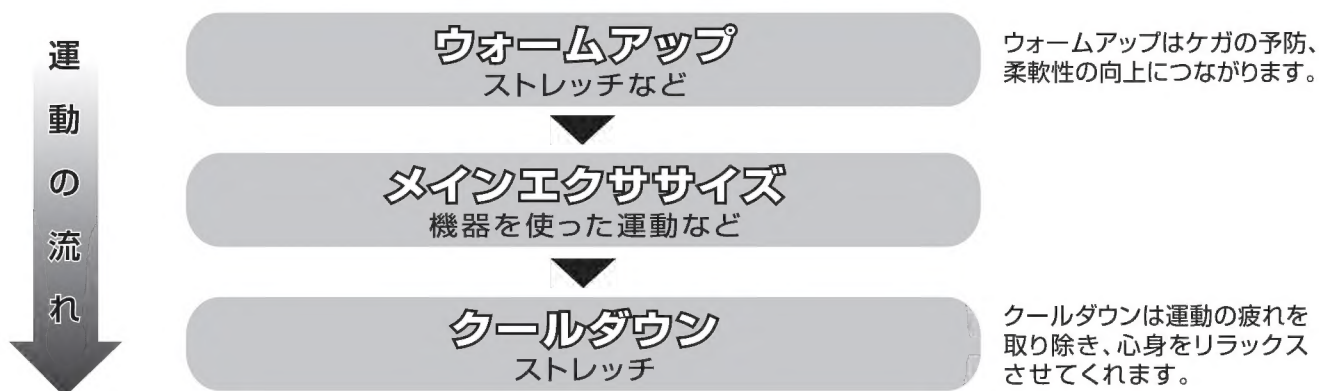 運動の流れ
ウォームアップ
ストレッチなど
ウォームアップはケガの予防、
柔軟性の向上につながります。
メインエクササイズ
機器を使った運動など
クールダウン
ストレッチ
クールダウンは運動の疲れを
取り除き、心身をリラックス
させてくれます。